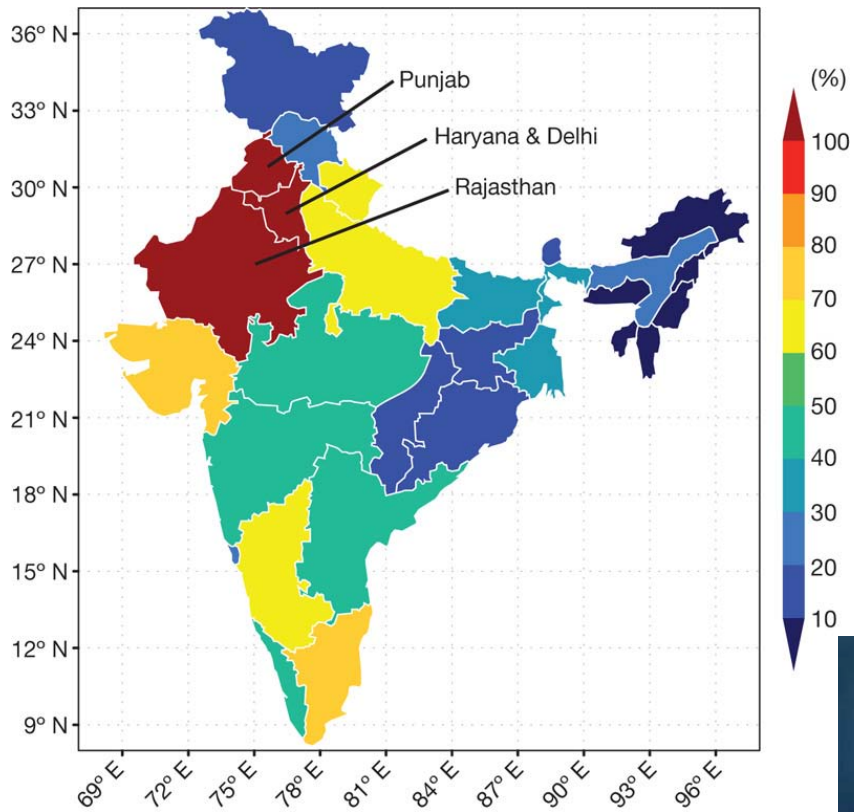 36° N
33° N
30° N
27° N
24° N
21° N
18° N
15° N
12° N
9° N
Punjab
Haryana & Delhi
Rajasthan
69° E
72° E
75° E
78° E
81° E
84° E
87° E
90° E
93° E
96° E
(%)
100
90
80
70
60
50
40
30
20
10